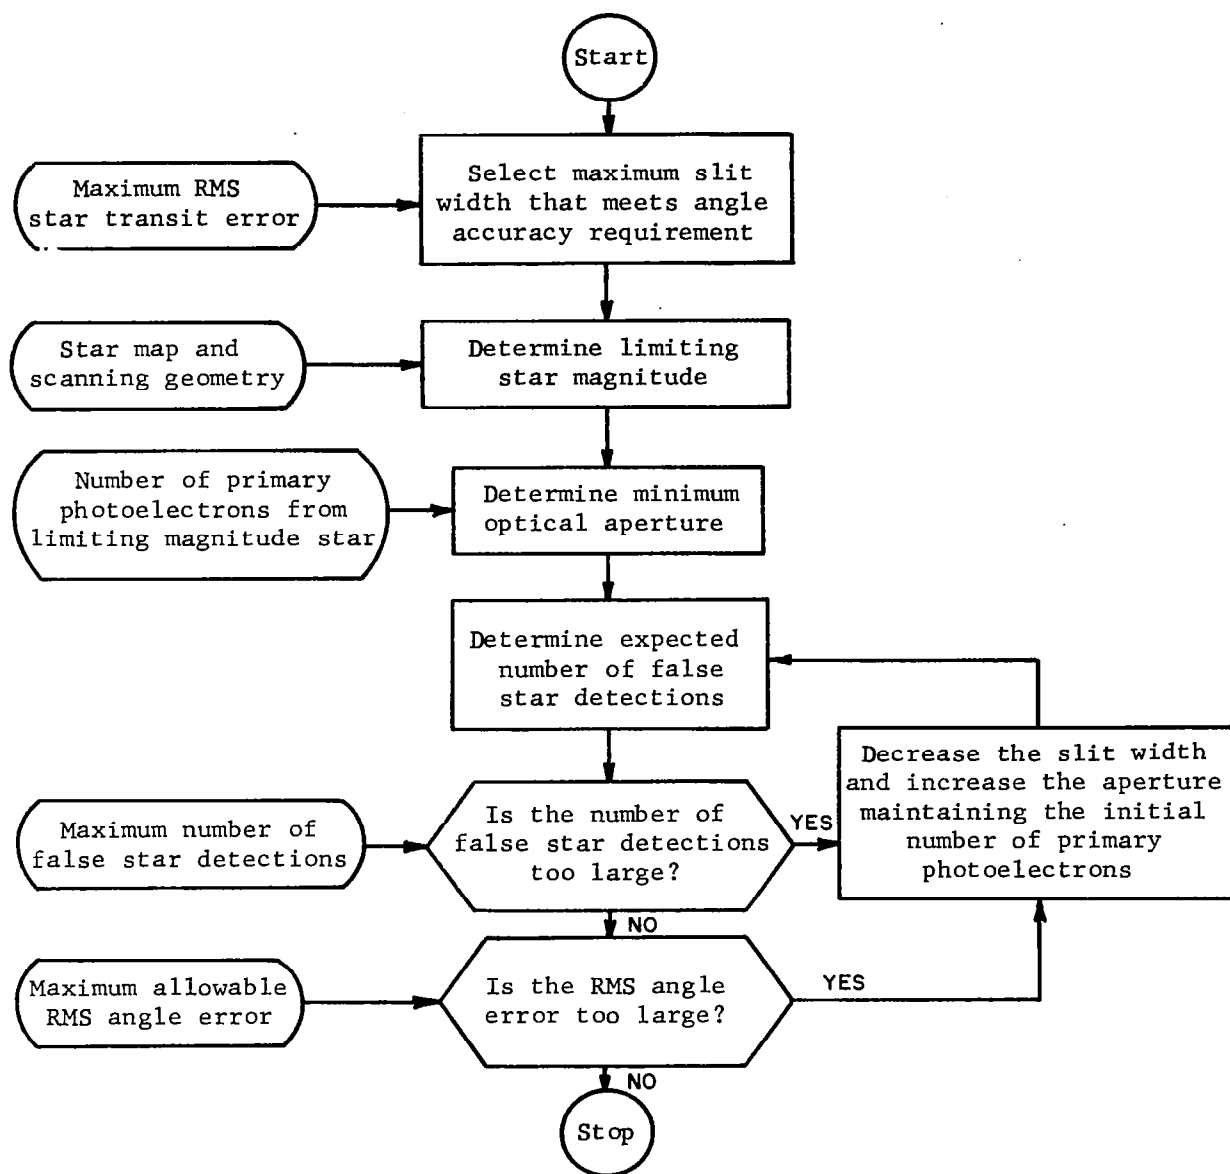 Start
Maximum RMS
star transit error
Select maximum slit
width that meets angle
accuracy requirement
Star map and
scanning geometry
Determine limiting
star magnitude
Number of primary
photoelectrons from
limiting magnitude star
Determine minimum
optical aperture
Determine expected
number of false
star detections
Decrease the slit width
and increase the aperture
maintaining the initial
number of primary
photoelectrons
Maximum number of
false star detections
Is the number of
false star detections
too large?
YES
NO
Maximum allowable
RMS angle error
Is the RMS angle
error too large?
YES
NO
Stop